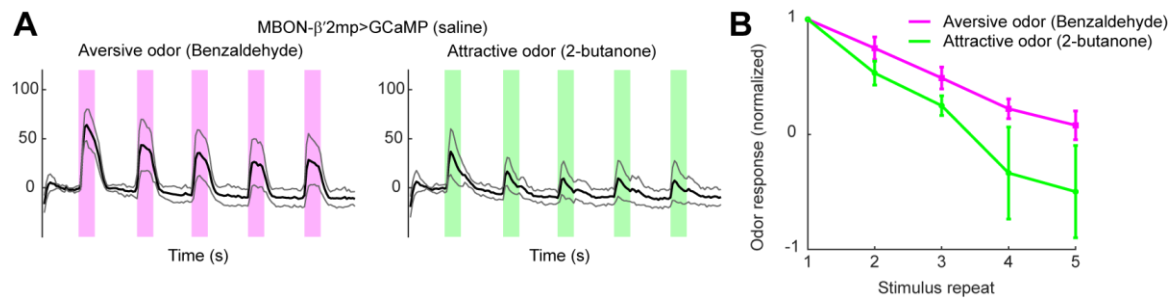 A
MBON-β'2mp>GCaMP (saline)
Aversive odor (Benzaldehyde)
Attractive odor (2-butanone)
100
50
0
Time (s)
100
50
0
Time (s)
B
Aversive odor (Benzaldehyde)
Attractive odor (2-butanone)
Odor response (normalized)
1
0
-1
1 2 3 4 5
Stimulus repeat